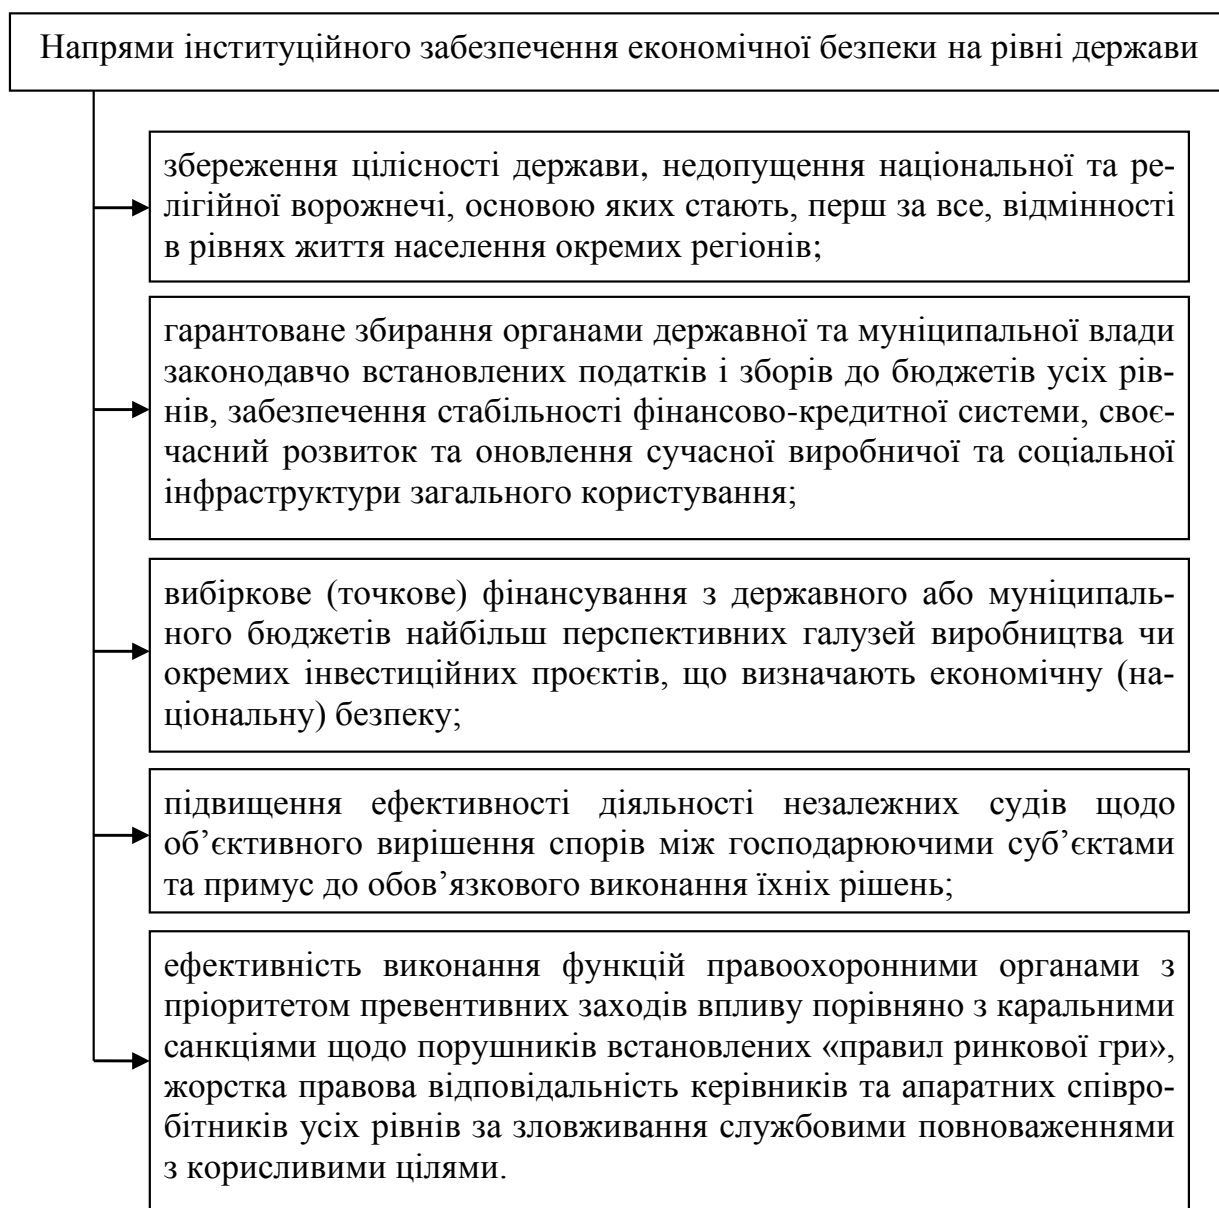 Напрями інституційного забезпечення економічної безпеки на рівні держави
збереження цілісності держави, недопущення національної та ре-
лігійної ворожнечі, основою яких стають, перш за все, відмінності
в рівнях життя населення окремих регіонів;
гарантоване збирання органами державної та муніципальної влади
законодавчо встановлених податків і зборів до бюджетів усіх рів-
нів, забезпечення стабільності фінансово-кредитної системи, своє-
часний розвиток та оновлення сучасної виробничої та соціальної
інфраструктури загального користування;
вибіркове (точкове) фінансування з державного або муніципаль-
ного бюджетів найбільш перспективних галузей виробництва чи
окремих інвестиційних проєктів, що визначають економічну (на-
ціональну) безпеку;
підвищення ефективності діяльності незалежних судів щодо
об’єктивного вирішення спорів між господарюючими суб’єктами
та примус до обов’язкового виконання їхніх рішень;
ефективність виконання функцій правоохоронними органами з
пріоритетом превентивних заходів впливу порівняно з каральними
санкціями щодо порушників встановлених «правил ринкової гри»,
жорстка правова відповідальність керівників та апаратних співро-
бітників усіх рівнів за зловживання службовими повноваженнями
з корисливими цілями.